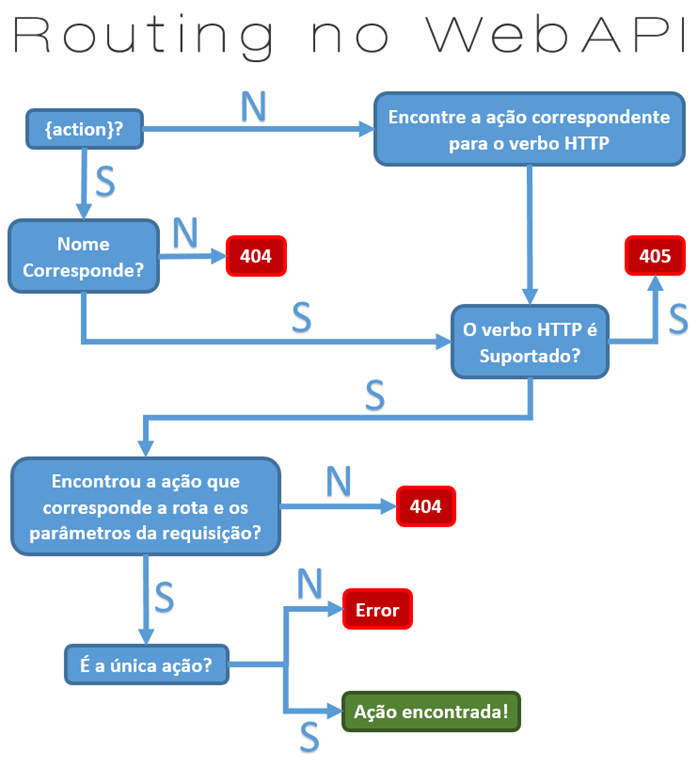 Routing no WebAPI
{action}?
N
Encontre a ação correspondente
para o verbo HTTP
S
Nome
Corresponde?
N
404
405
S
S
O verbo HTTP é
Suportado?
S
Encontrou a ação que
corresponde a rota e os
parâmetros da requisição?
N
404
S
É a única ação?
N
Error
S
Ação encontrada!